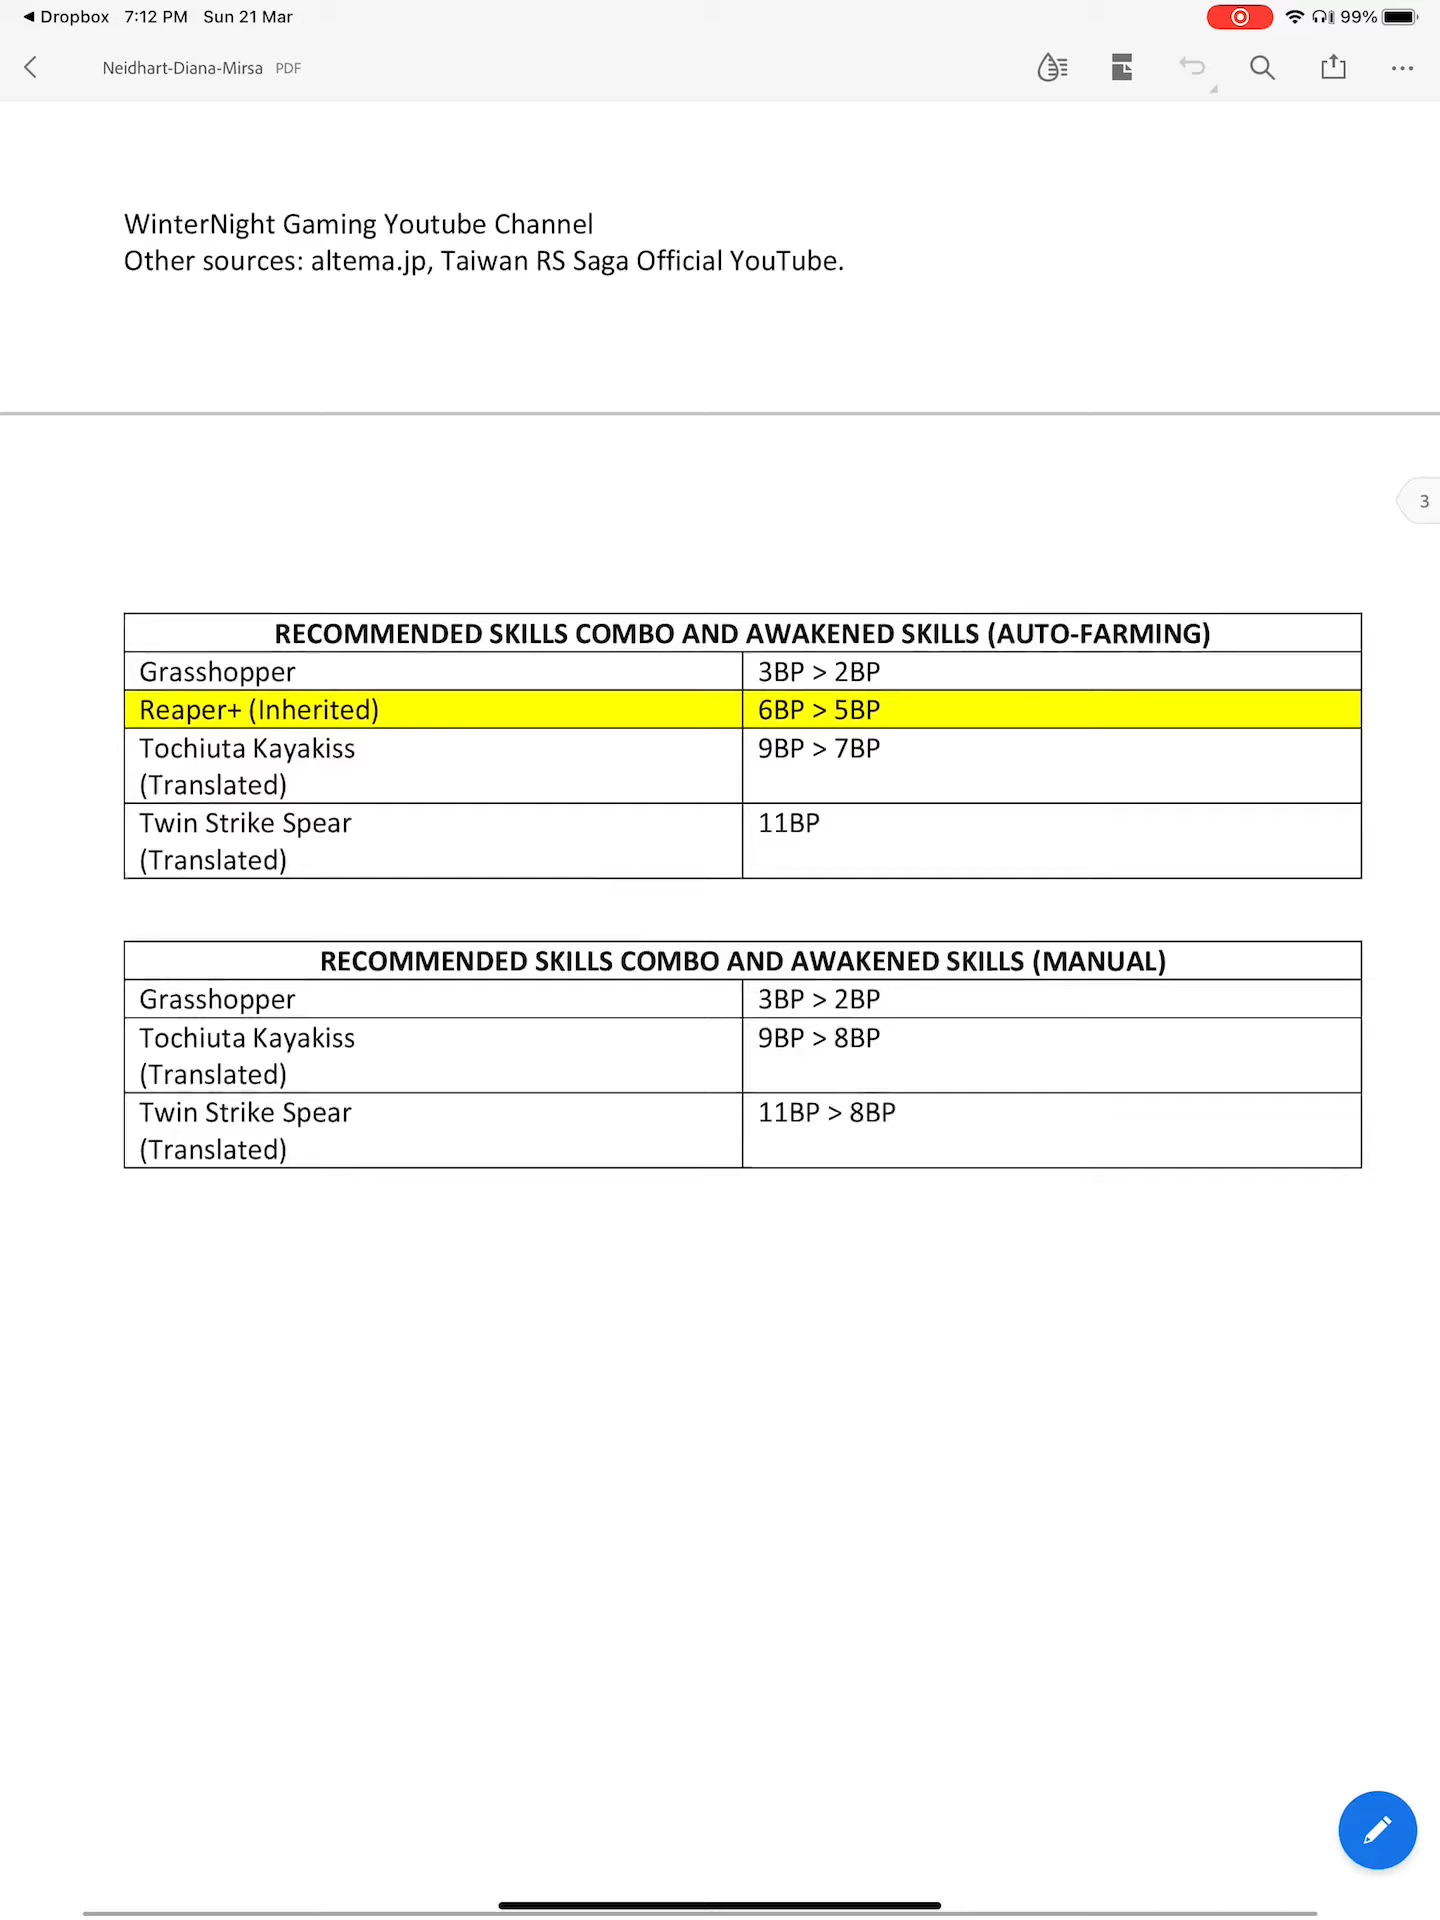 Dropbox 7:12 PM Sun 21 Mar 99%
Neidhart-Diana-Mirsa PDF
WinterNight Gaming Youtube Channel
Other sources: altema.jp, Taiwan RS Saga Official YouTube.
3
RECOMMENDED SKILLS COMBO AND AWAKENED SKILLS (AUTO-FARMING)
Grasshopper 3BP > 2BP
Reaper+ (Inherited) 6BP > 5BP
Tochiuta Kayakiss 9BP > 7BP
(Translated)
Twin Strike Spear 11BP
(Translated)
RECOMMENDED SKILLS COMBO AND AWAKENED SKILLS (MANUAL)
Grasshopper 3BP > 2BP
Tochiuta Kayakiss 9BP > 8BP
(Translated)
Twin Strike Spear 11BP > 8BP
(Translated)